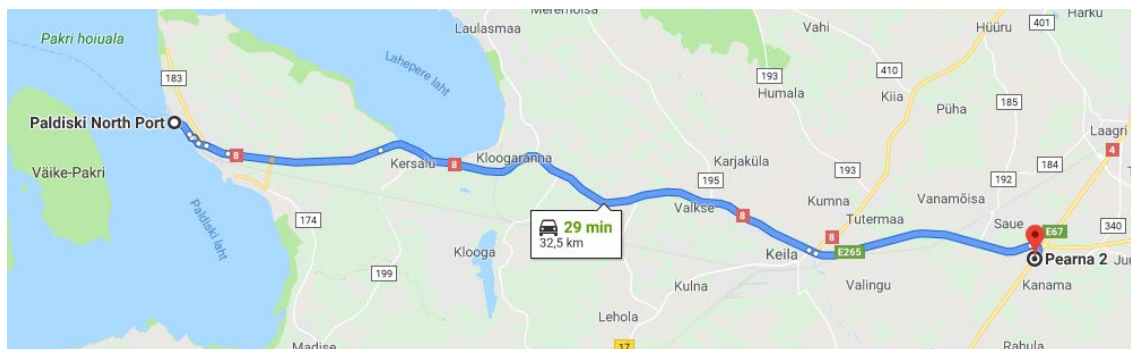 Laulasmaa
Meremõisa
Vahi
Hüüru
401
Harku
Pakri hoiuala
183
Lahepere laht
193
Humala
410
Kiia
Püha
185
Laagri
4
Paldiski North Port
8
Kersalu
8
Kloogaranna
Karjaküla
195
193
Kumna
Vanamõisa
192
184
Väike-Pakri
Paldiski laht
174
Valkse
8
8
Tutermaa
Saue
E67
340
29 min
32,5 km
Klooga
199
Keila
E265
Valingu
Pearna 2
Kanama
Kulna
Lehola
17
Madise
Rahula